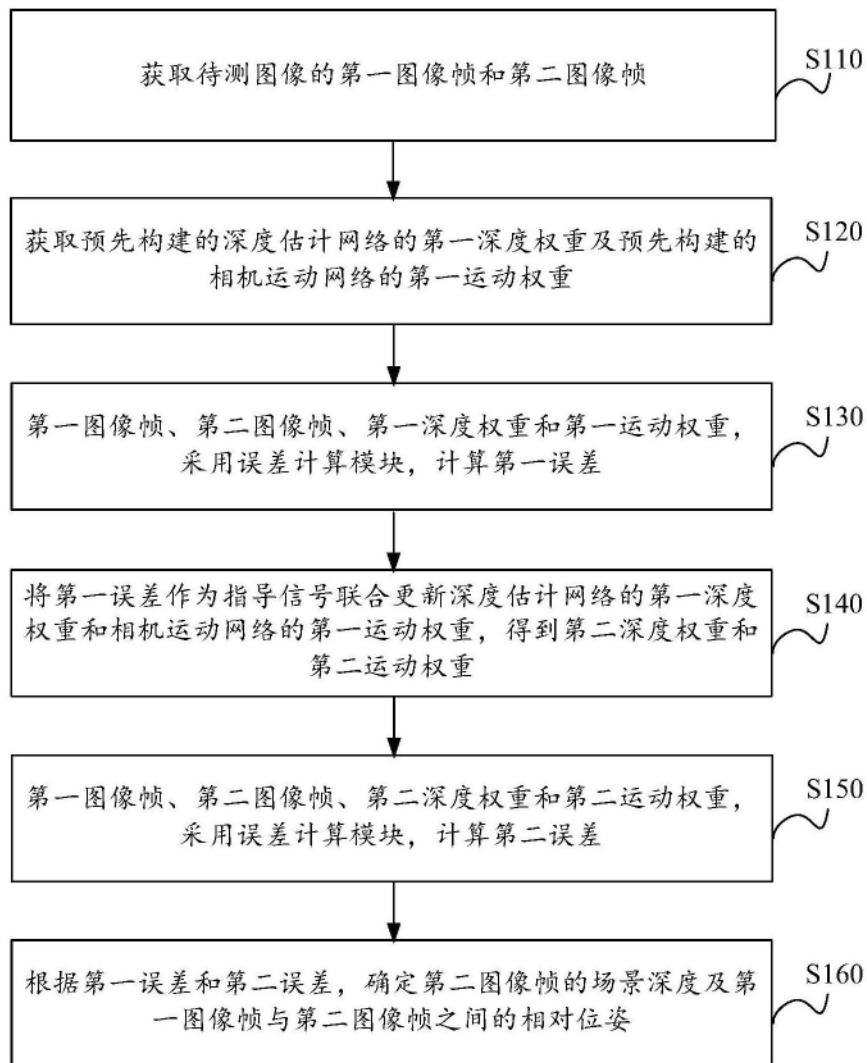 获取待测图像的第一图像帧和第二图像帧
S110
获取预先构建的深度估计网络的第一深度权重及预先构建的
相机运动网络的第一运动权重
S120
第一图像帧、第二图像帧、第一深度权重和第一运动权重，
采用误差计算模块，计算第一误差
S130
将第一误差作为指导信号联合更新深度估计网络的第一深度
权重和相机运动网络的第一运动权重，得到第二深度权重和
第二运动权重
S140
第一图像帧、第二图像帧、第二深度权重和第二运动权重，
采用误差计算模块，计算第二误差
S150
根据第一误差和第二误差，确定第二图像帧的场景深度及第
一图像帧与第二图像帧之间的相对位姿
S160